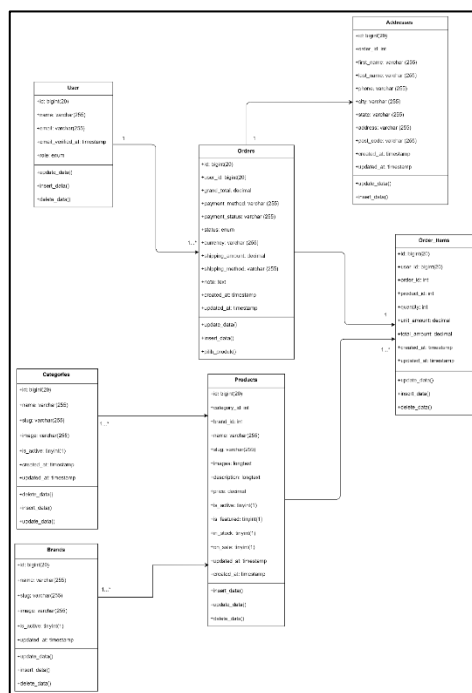 Addresses
+id: bigint(20)
+order_id: int
+first_name: varchar (255)
+last_name: varchar (255)
+phone: varchar (255)
+city: varchar (255)
+state: varchar (255)
+address: varchar (255)
+post_code: varchar (255)
+created_at: timestamp
+updated_at: timestamp
+update_data()
+insert_data()
User
+id: bigint(20)
+name: varchar(255)
+email: varchar(255)
+email_verified_at: timestamp
+role: enum
+update_data()
+insert_data()
+delete_data()
1
1
Orders
+id: bigint(20)
+user_id: bigint(20)
+grand_total: decimal
+payment_method: varchar (255)
+payment_status: varchar (255)
+status: enum
+currency: varchar (255)
+shipping_amount: decimal
+shipping_method: varchar (255)
+note: text
+created_at: timestamp
+updated_at: timestamp
+update_data()
+insert_data()
1...*
Order_Items
+id: bigint(20)
+user_id: bigint(20)
+order_id: int
+product_id: int
+quantity: int
+unit_amount: decimal
+total_amount: decimal
+created_at: timestamp
+updated_at: timestamp
+update_data()
+insert_data()
+delete_data()
1
1...*
Categories
+id: bigint(20)
+name: varchar (255)
+slug: varchar(255)
+image: varchar(255)
+is_active: tinyint(1)
+created_at: timestamp
+updated_at: timestamp
+delete_data()
+insert_data()
+update_data()
1...*
Products
+id: bigint(20)
+category_id: int
+brand_id: int
+name: varchar(255)
+slug: varchar(255)
+images: longtext
+description: longtext
+price: decimal
+is_active: tinyint(1)
+is_featured: tinyint(1)
+in_stock: tinyint(1)
+on_sale: tinyint(1)
+updated_at: timestamp
+created_at: timestamp
+insert_data()
+update_data()
+delete_data()
Brands
+id: bigint(20)
+name: varchar(255)
+slug: varchar(255)
+image: varchar(255)
+is_active: tinyint(1)
+updated_at: timestamp
+update_data()
+insert_data()
+delete_data()
1...*